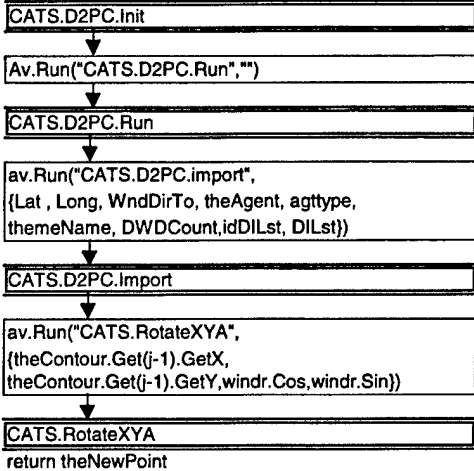 CATS.D2PC.Init
Av.Run("CATS.D2PC.Run","")
CATS.D2PC.Run
av.Run("CATS.D2PC.import",
{Lat , Long, WndDirTo, theAgent, agttype,
themeName, DWDCount,idDILst, DILst})
CATS.D2PC.Import
av.Run("CATS.RotateXYA",
{theContour.Get(j-1).GetX,
theContour.Get(j-1).GetY,windr.Cos,windr.Sin})
CATS.RotateXYA
return theNewPoint